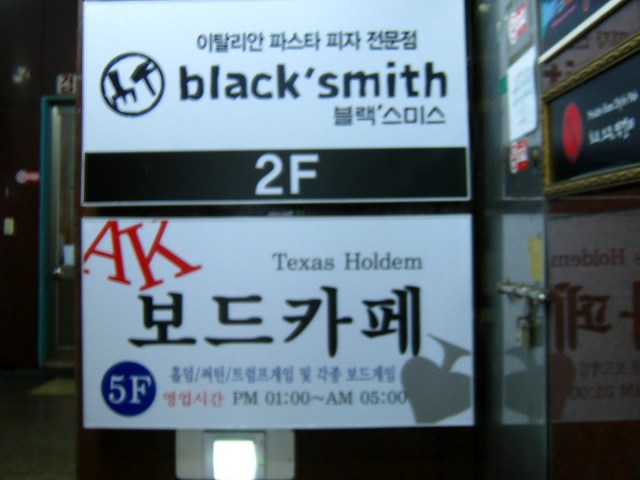 이탈리안 파스타 피자 전문점
black'smith
블랙'스미스
2F
AK
Texas Holdem
보드카페
5F
홀덤/써틴/트럼프게임 및 각종 보드게임
영업시간 PM 01:00~AM 05:00